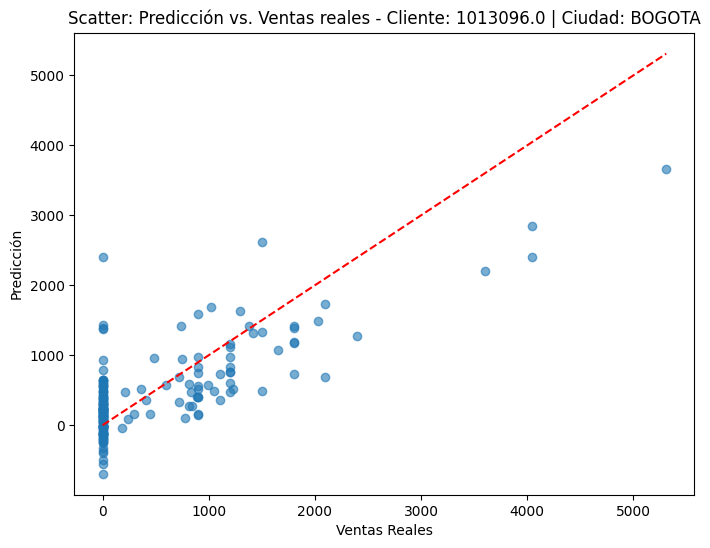 Scatter: Predicción vs. Ventas reales - Cliente: 1013096.0 | Ciudad: BOGOTA
5000
4000
3000
2000
1000
0
Predicción
0 1000 2000 3000 4000 5000
Ventas Reales